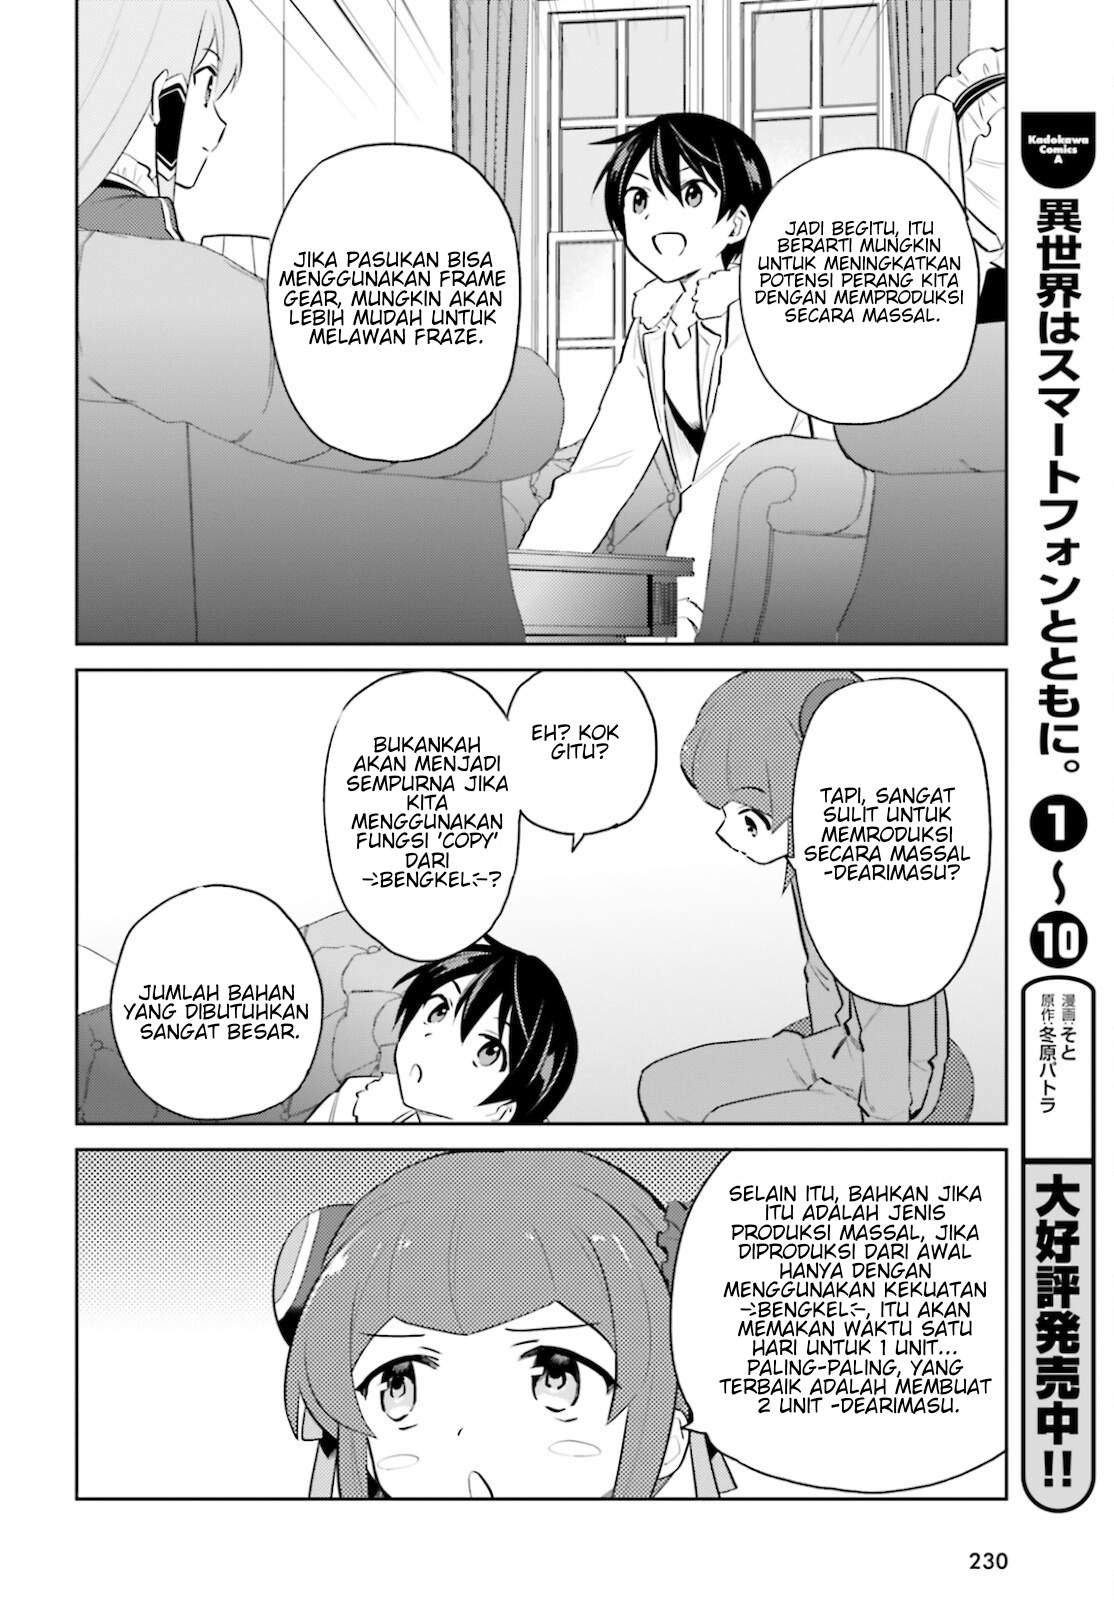 JADI BEGITU, ITU
BERARTI MUNGKIN
UNTUK MENINGKATKAN
POTENSI PERANG KITA
DENGAN MEMPRODUKSI
SECARA MASSAL.
JIKA PASUKAN BISA
MENGGUNAKAN FRAME
GEAR, MUNGKIN AKAN
LEBIH MUDAH UNTUK
MELAWAN FRAZE.
TAPI, SANGAT
SULIT UNTUK
MEMRODUKSI
SECARA MASSAL
-DEARIMASU?
EH? KOK
GITU?
BUKANKAH
AKAN MENJADI
SEMPURNA JIKA
KITA
MENGGUNAKAN
FUNGSI 'COPY'
DARI
-BENGKEL-?
JUMLAH BAHAN
YANG DIBUTUHKAN
SANGAT BESAR.
SELAIN ITU, BAHKAN JIKA
ITU ADALAH JENIS
PRODUKSI MASSAL, JIKA
DIPRODUKSI DARI AWAL
HANYA DENGAN
MENGGUNAKAN KEKUATAN
-BENGKEL-, ITU AKAN
MEMAKAN WAKTU SATU
HARI UNTUK 1 UNIT...
PALING-PALING, YANG
TERBAIK ADALAH MEMBUAT
2 UNIT -DEARIMASU.
Kadokawa
Comics
A
異世界はスマートフォンとともに。
1~10
漫画:そと
原作:冬原パトラ
大好評発売中!!
230